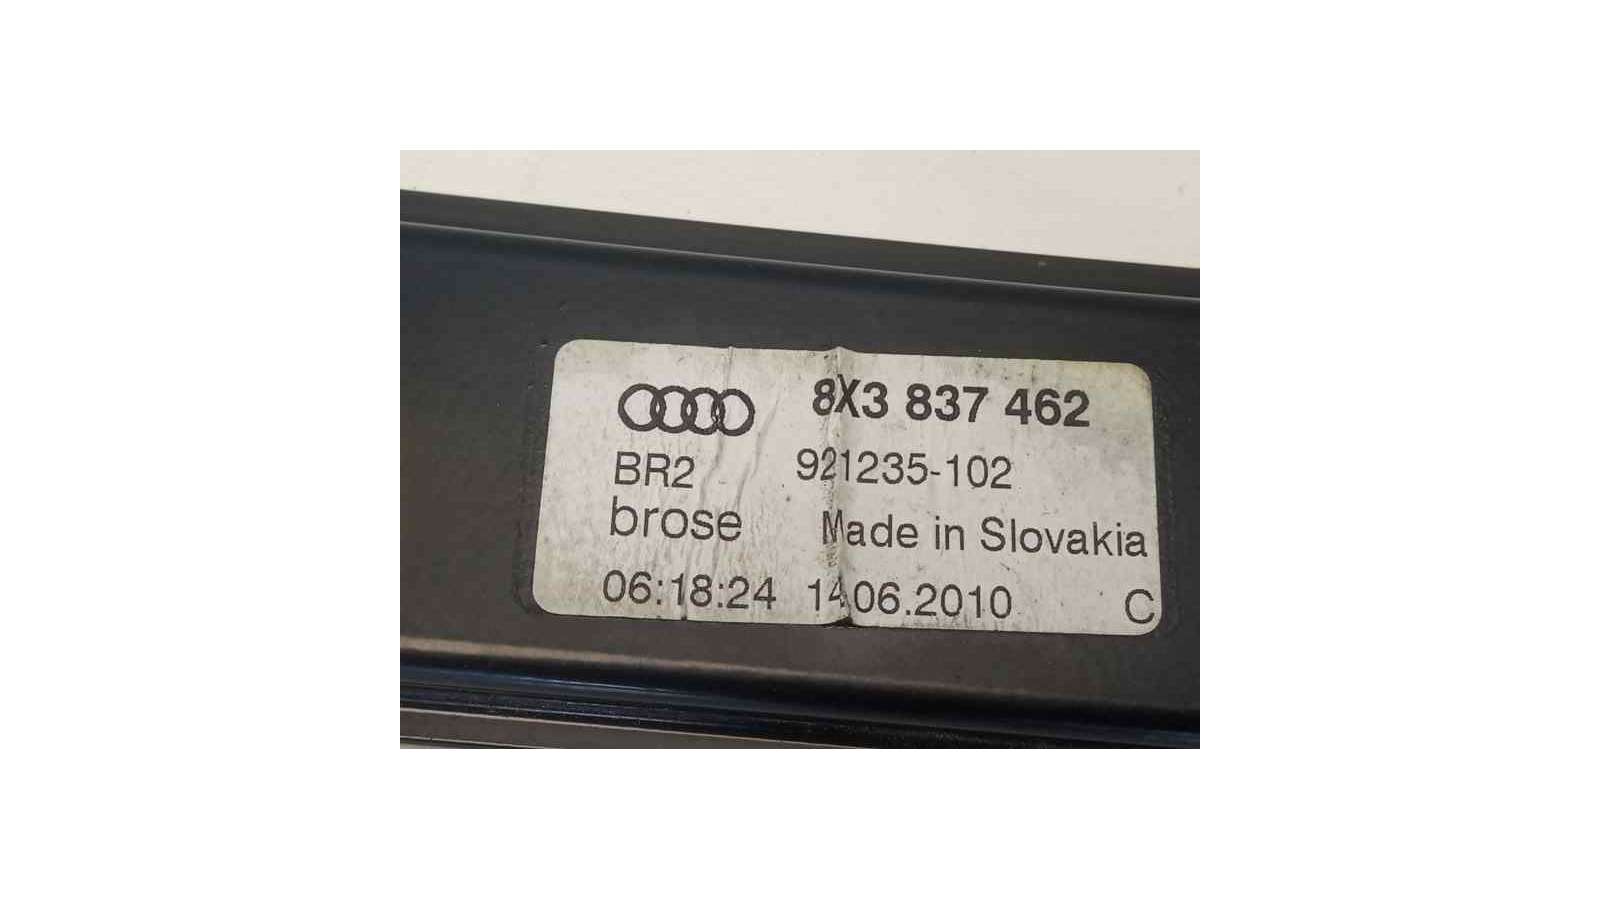 8X3 837 462
BR2 921235-102
brose Made in Slovakia
06:18:24 14.06.2010 C